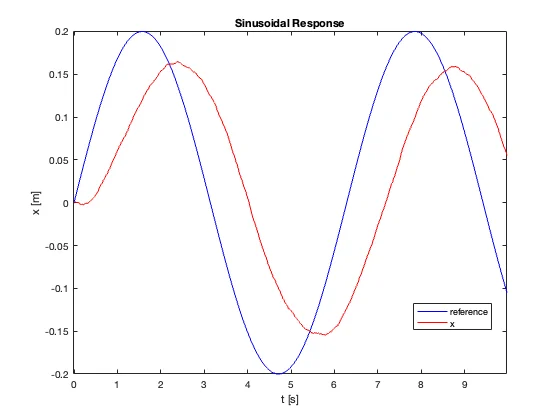 Sinusoidal Response
0.2
0.15
0.1
0.05
0
-0.05
-0.1
-0.15
-0.2
x [m]
reference
x
0 1 2 3 4 5 6 7 8 9
t [s]